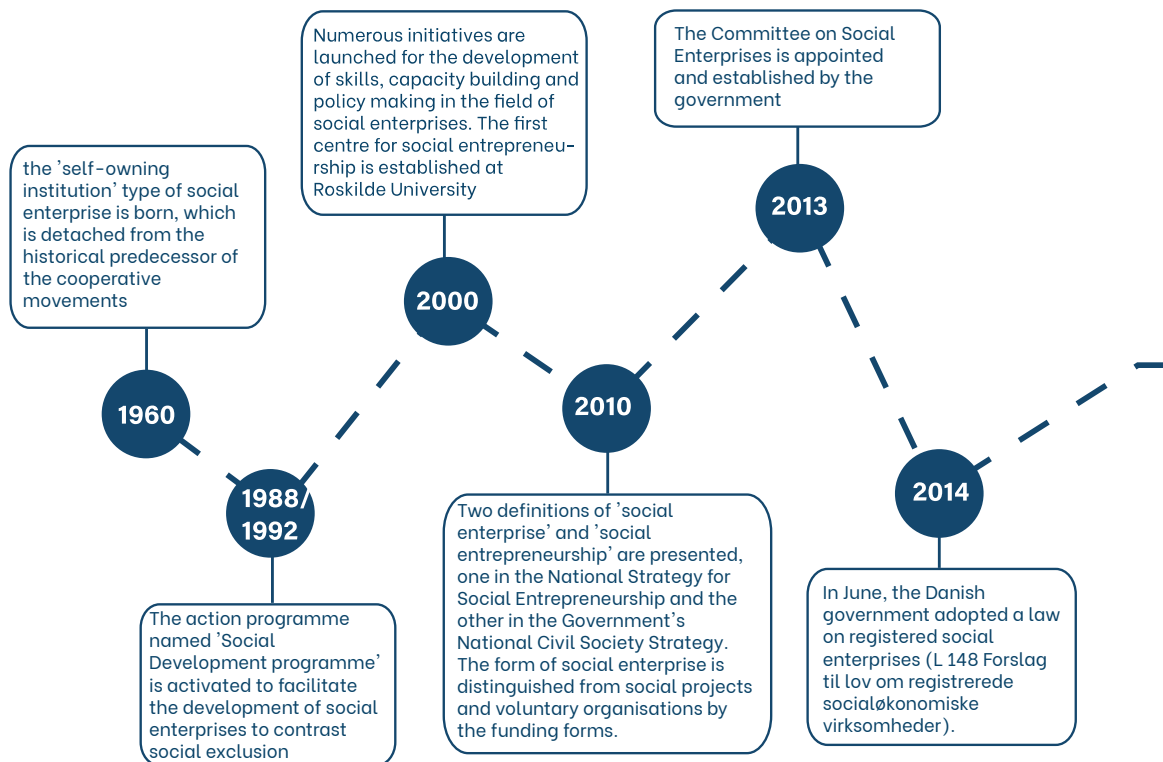 the 'self-owning
institution' type of social
enterprise is born, which
is detached from the
historical predecessor of
the cooperative
movements
1960
1988/
1992
The action programme
named 'Social
Development programme'
is activated to facilitate
the development of social
enterprises to contrast
social exclusion
Numerous initiatives are
launched for the development
of skills, capacity building and
policy making in the field of
social enterprises. The first
centre for social entrepreneu-
rship is established at
Roskilde University
2000
2010
Two definitions of 'social
enterprise' and 'social
entrepreneurship' are presented,
one in the National Strategy for
Social Entrepreneurship and the
other in the Government's
National Civil Society Strategy.
The form of social enterprise is
distinguished from social projects
and voluntary organisations by
the funding forms.
The Committee on Social
Enterprises is appointed
and established by the
government
2013
2014
In June, the Danish
government adopted a law
on registered social
enterprises (L 148 Forslag
til lov om registrerede
socialøkonomiske
virksomheder).